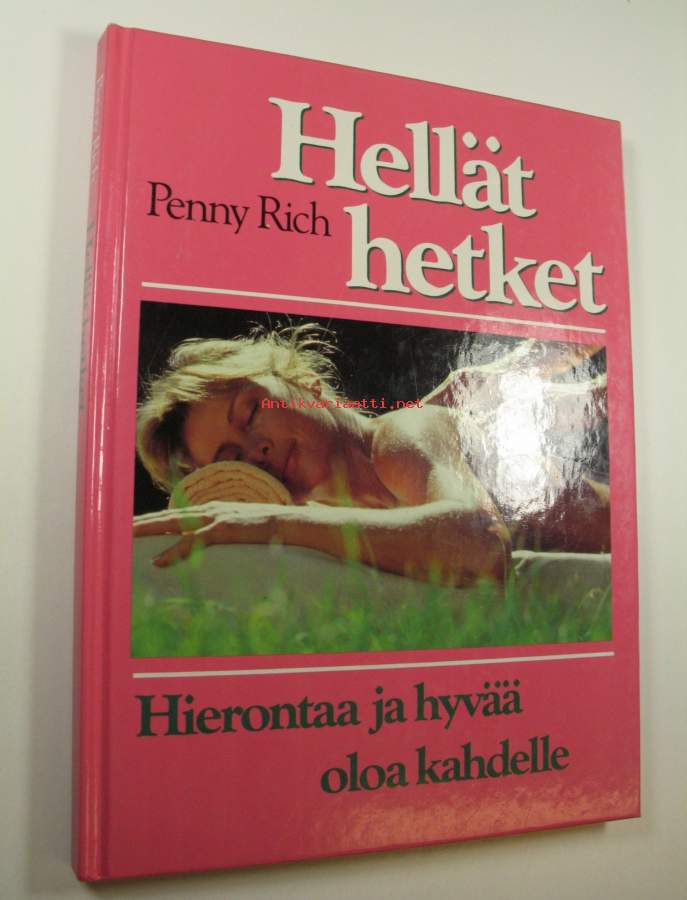 Hellät
Penny Rich
hetket
Antikvariaatti.net
Hierontaa ja hyvää
oloa kahdelle